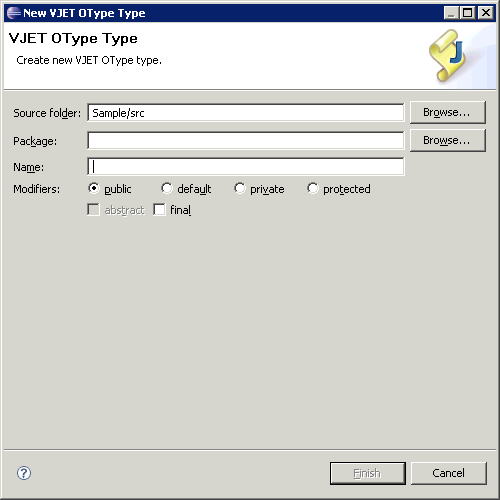 New VJET OType Type
VJET OType Type
Create new VJET OType type.
J
Source folder: Sample/src Browse...
Package: Browse...
Name:
Modifiers: public default private protected
abstract final
? Finish Cancel